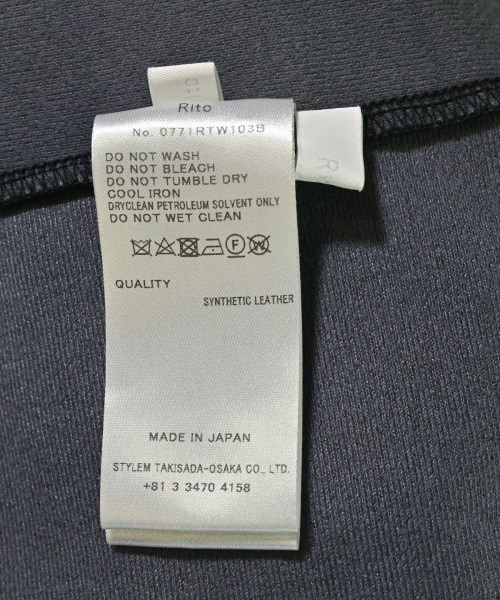 Rito
No. 0771RTW103B
DO NOT WASH
DO NOT BLEACH
DO NOT TUMBLE DRY
COOL IRON
DRYCLEAN PETROLEUM SOLVENT ONLY
DO NOT WET CLEAN
F W
QUALITY
SYNTHETIC LEATHER
MADE IN JAPAN
STYLEM TAKISADA-OSAKA CO., LTD.
+81 3 3470 4158